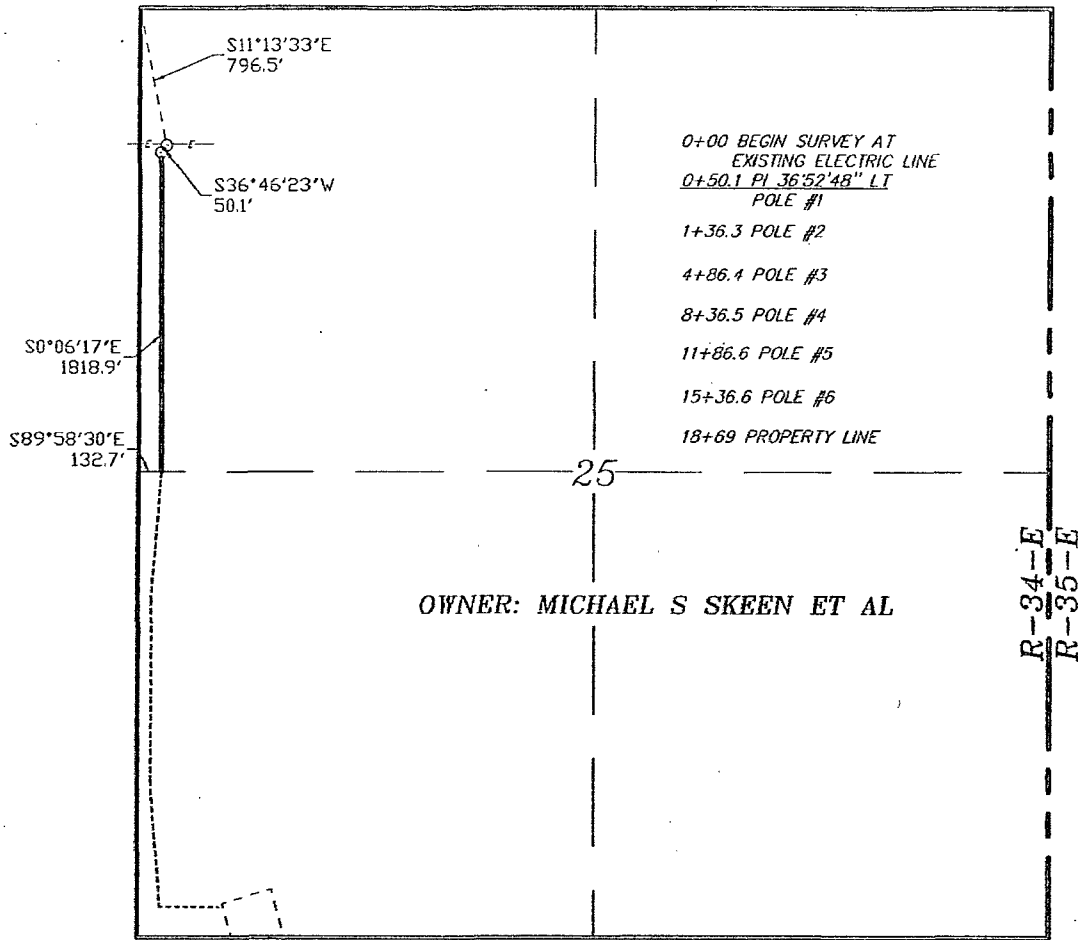 S11°13'33"E
796.5'
E E
S36°46'23"W
50.1'
S0°06'17"E
1818.9'
S89°58'30"E
132.7'
0+00 BEGIN SURVEY AT
EXISTING ELECTRIC LINE
0+50.1 PI 36°52'48" LT
POLE #1
1+36.3 POLE #2
4+86.4 POLE #3
8+36.5 POLE #4
11+86.6 POLE #5
15+36.6 POLE #6
18+69 PROPERTY LINE
25
OWNER: MICHAEL S SKEEN ET AL
R-34-E
R-35-E